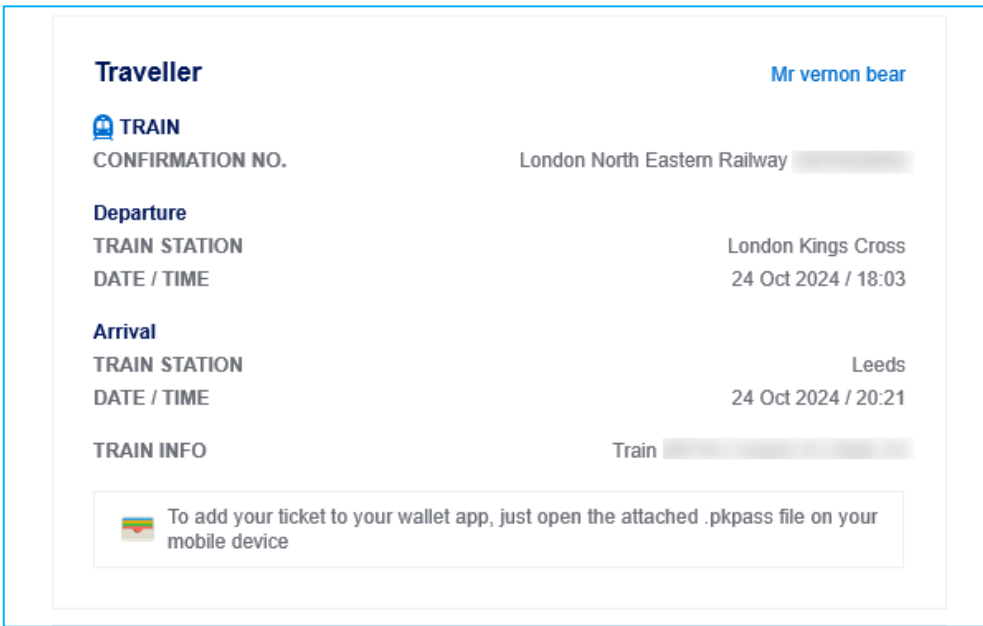 Traveller
Mr vernon bear
TRAIN
CONFIRMATION NO.
London North Eastern Railway
Departure
TRAIN STATION
London Kings Cross
DATE / TIME
24 Oct 2024 / 18:03
Arrival
TRAIN STATION
Leeds
DATE / TIME
24 Oct 2024 / 20:21
TRAIN INFO
Train
To add your ticket to your wallet app, just open the attached .pkpass file on your
mobile device